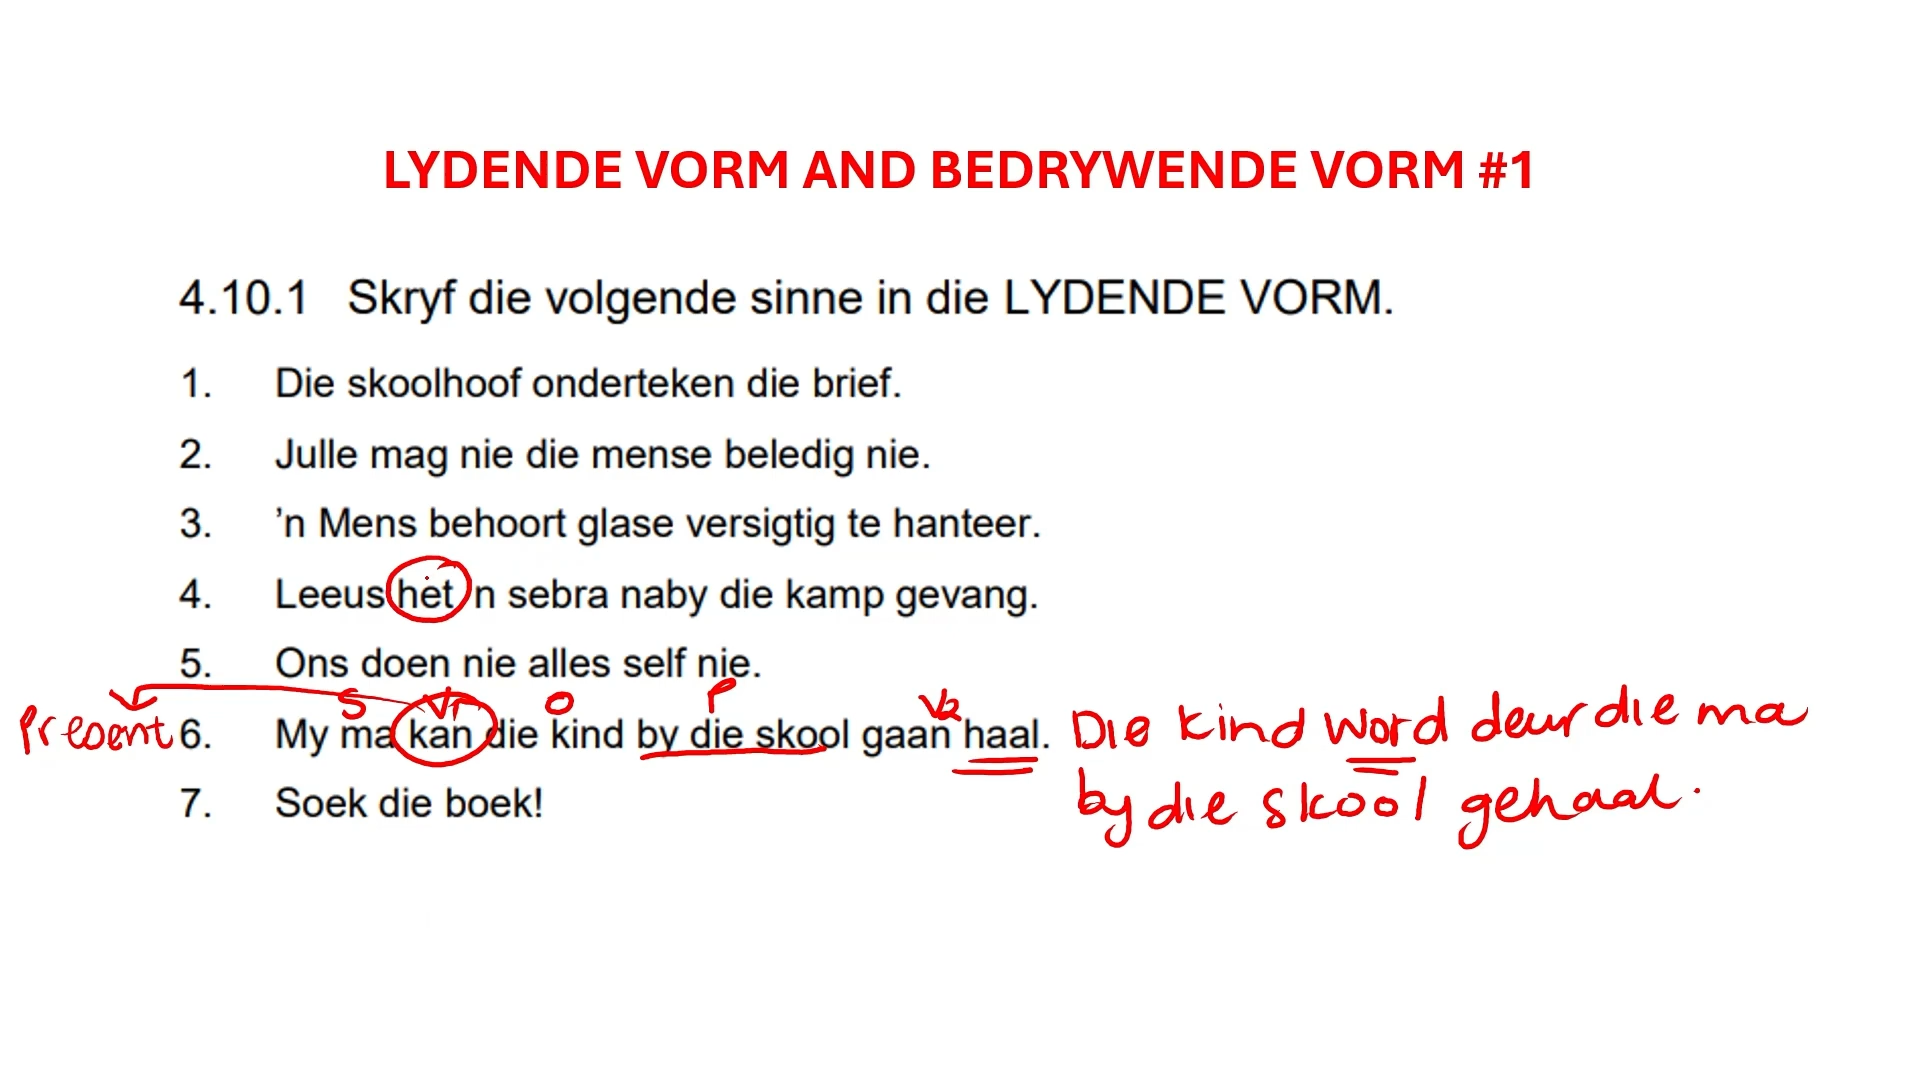 LYDENDE VORM AND BEDRYWENDE VORM #1
4.10.1 Skryf die volgende sinne in die LYDENDE VORM.
1. Die skoolhoof onderteken die brief.
2. Julle mag nie die mense beledig nie.
3. 'n Mens behoort glase versigtig te hanteer.
4. Leeus het 'n sebra naby die kamp gevang.
5. Ons doen nie alles self nie.
S V1 O P V2
Present 6. My ma kan die kind by die skool gaan haal. Die kind word deur die ma
by die skool gehaal.
7. Soek die boek!